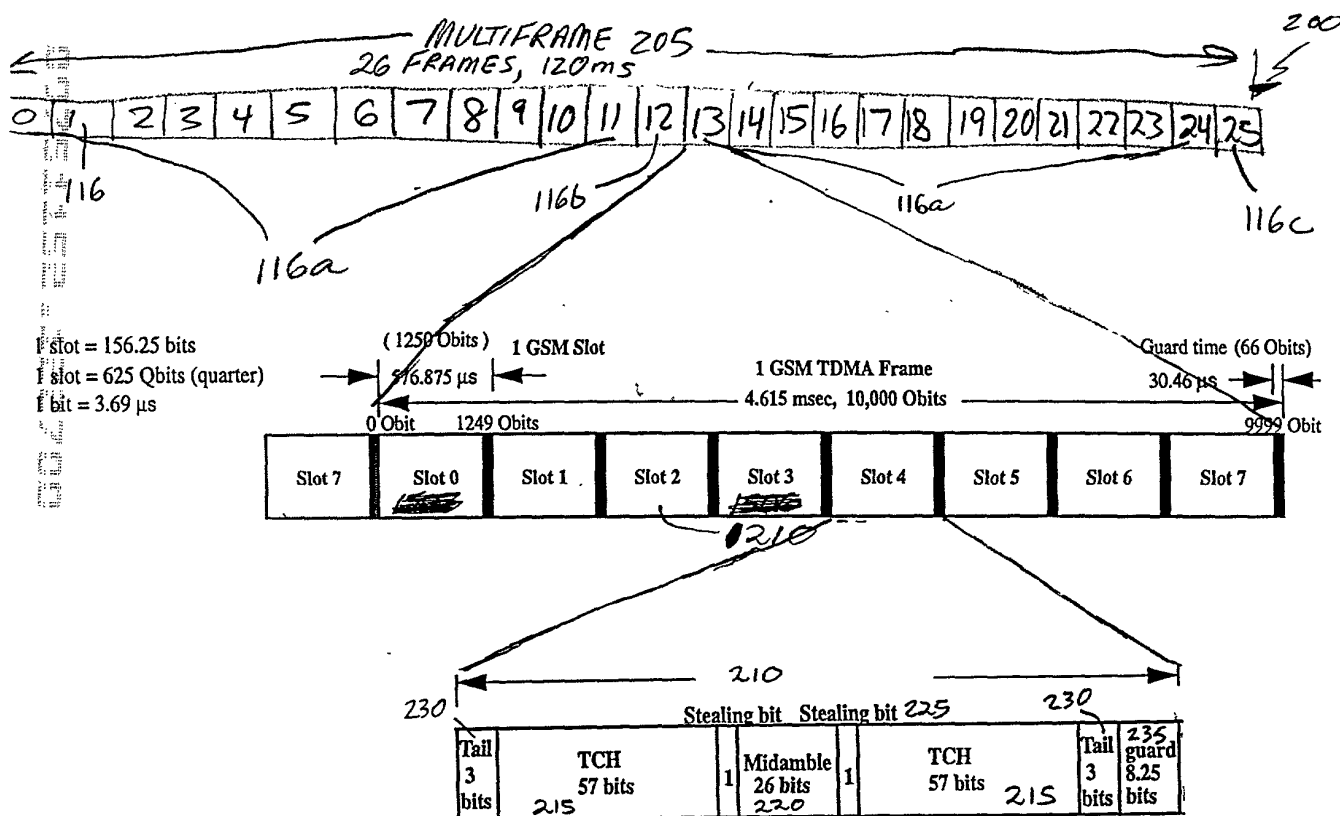 MULTIFRAME 205
200
26 FRAMES, 120ms
0 1 2 3 4 5 6 7 8 9 10 11 12 13 14 15 16 17 18 19 20 21 22 23 24 25
116
116a
116b
116a
116c
1 slot = 156.25 bits
1 slot = 625 Qbits (quarter)
1 bit = 3.69 µs
(1250 Obits)
576.875 µs
1 GSM Slot
1 GSM TDMA Frame
4.615 msec, 10,000 Obits
Guard time (66 Obits)
30.46 µs
0 Obit 1249 Obits 9999 Obit
Slot 7 Slot 0 Slot 1 Slot 2 Slot 3 Slot 4 Slot 5 Slot 6 Slot 7
210
210
230 Stealing bit Stealing bit 225 230
Tail 3 bits
TCH 57 bits 215
1
Midamble 26 bits 220
1
TCH 57 bits 215
Tail 3 bits
235 guard 8.25 bits